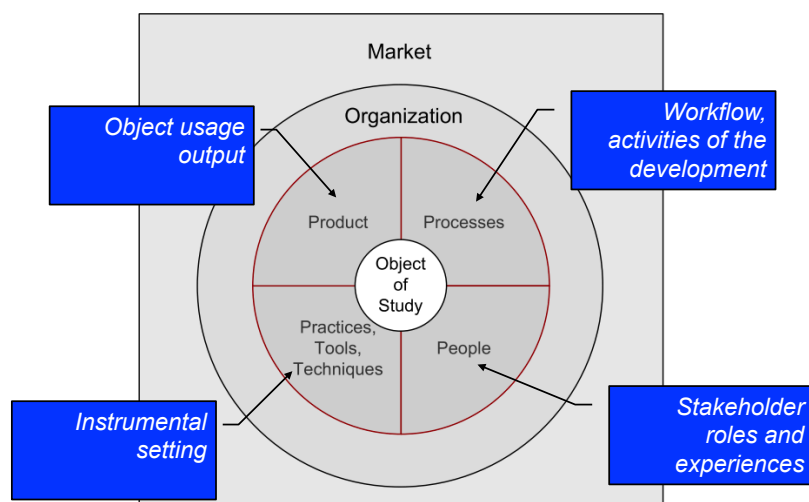 Market
Organization
Object usage
output
Workflow,
activities of the
development
Product
Processes
Object
of
Study
Practices,
Tools,
Techniques
People
Instrumental
setting
Stakeholder
roles and
experiences